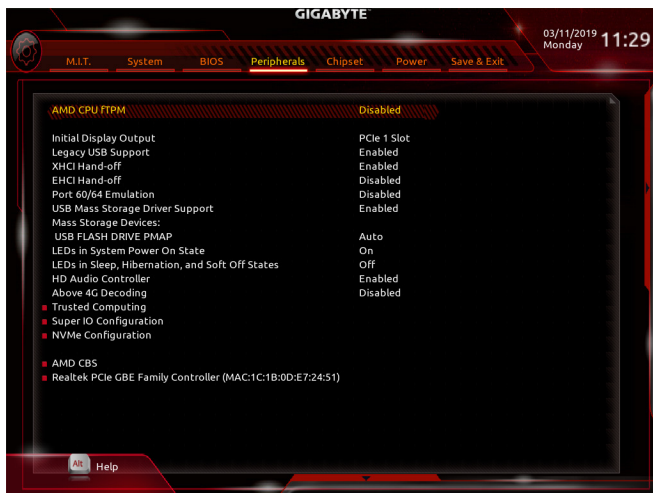 GIGABYTE™
03/11/2019
Monday
11:29
M.I.T. System BIOS Peripherals Chipset Power Save & Exit
AMD CPU fTPM Disabled
Initial Display Output PCIe 1 Slot
Legacy USB Support Enabled
XHCI Hand-off Enabled
EHCI Hand-off Disabled
Port 60/64 Emulation Disabled
USB Mass Storage Driver Support Enabled
Mass Storage Devices:
USB FLASH DRIVE PMAP Auto
LEDs in System Power On State On
LEDs in Sleep, Hibernation, and Soft Off States Off
HD Audio Controller Enabled
Above 4G Decoding Disabled
Trusted Computing
Super IO Configuration
NVMe Configuration
AMD CBS
Realtek PCIe GBE Family Controller (MAC:1C:1B:0D:E7:24:51)
Alt Help